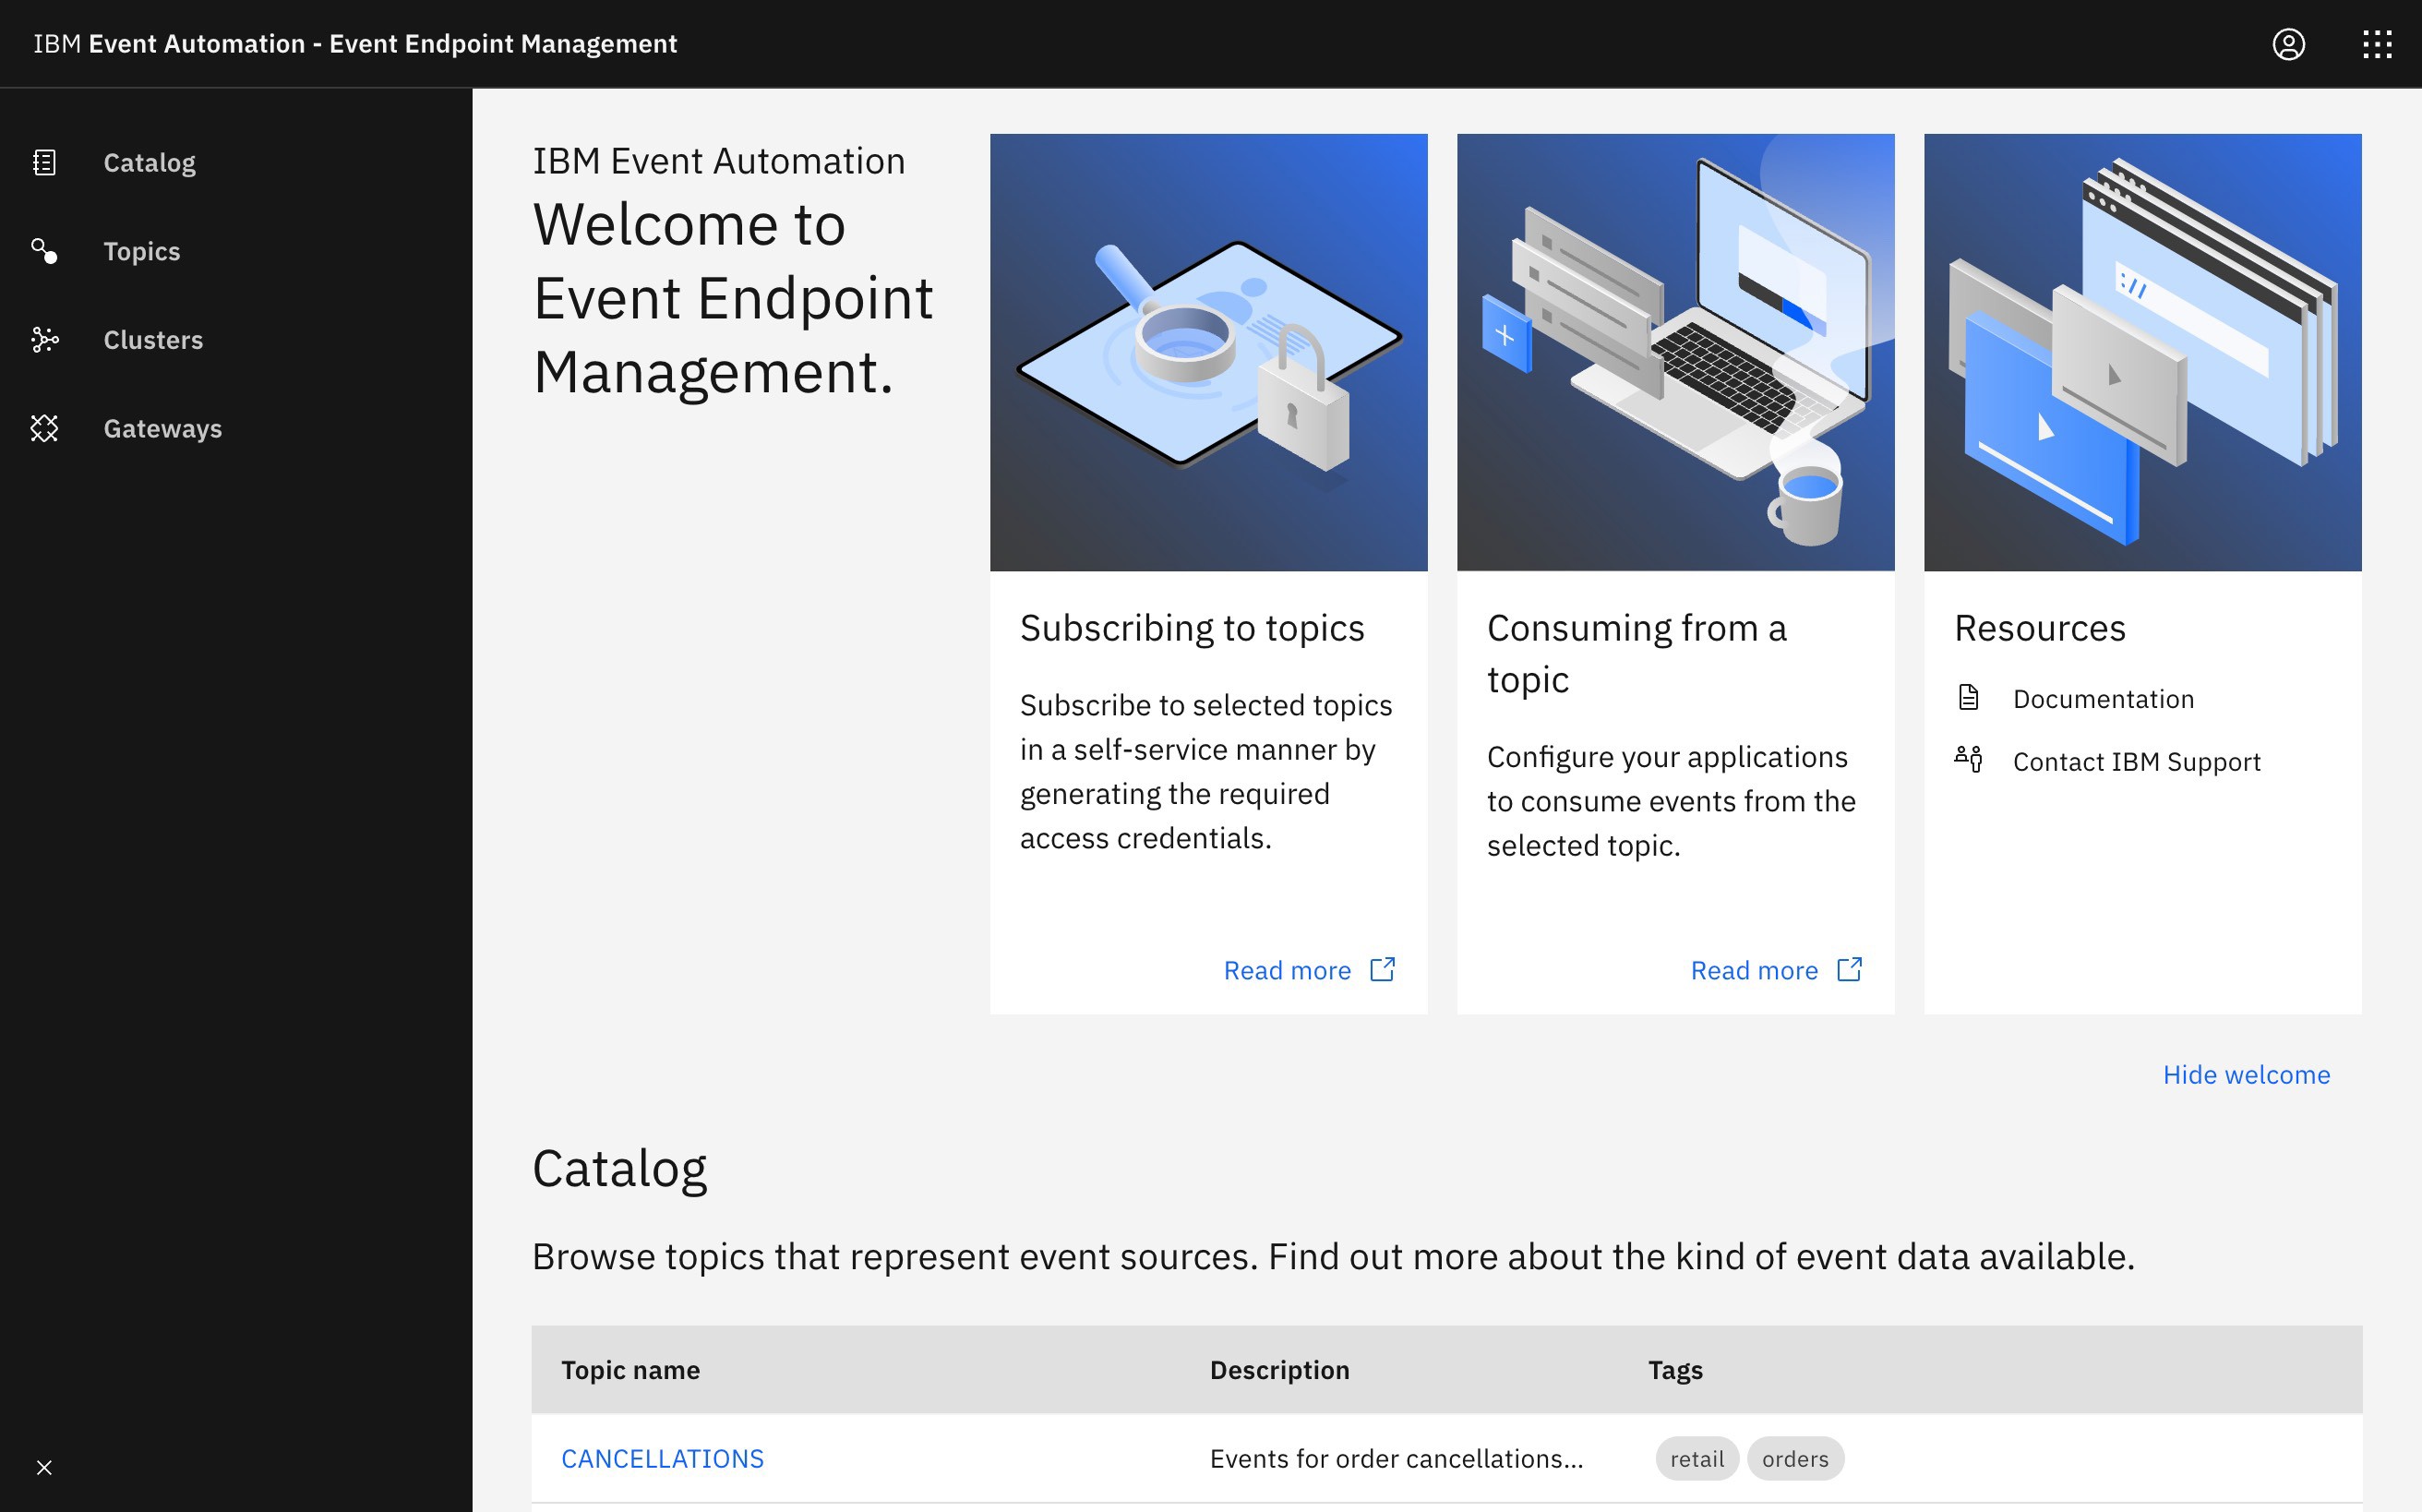 IBM Event Automation - Event Endpoint Management
Catalog
Topics
Clusters
Gateways
IBM Event Automation
Welcome to
Event Endpoint
Management.
Subscribing to topics
Subscribe to selected topics
in a self-service manner by
generating the required
access credentials.
Read more
Consuming from a
topic
Configure your applications
to consume events from the
selected topic.
Read more
Resources
Documentation
Contact IBM Support
Hide welcome
Catalog
Browse topics that represent event sources. Find out more about the kind of event data available.
Topic name Description Tags
CANCELLATIONS Events for order cancellations... retail orders